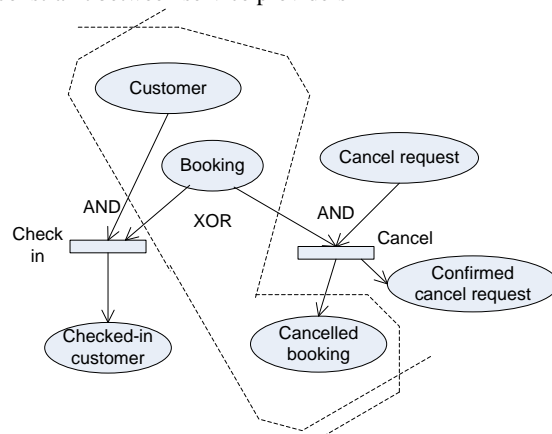 Customer
Booking
Cancel request
AND
AND
XOR
Check
in
Cancel
Confirmed
cancel request
Checked-in
customer
Cancelled
booking